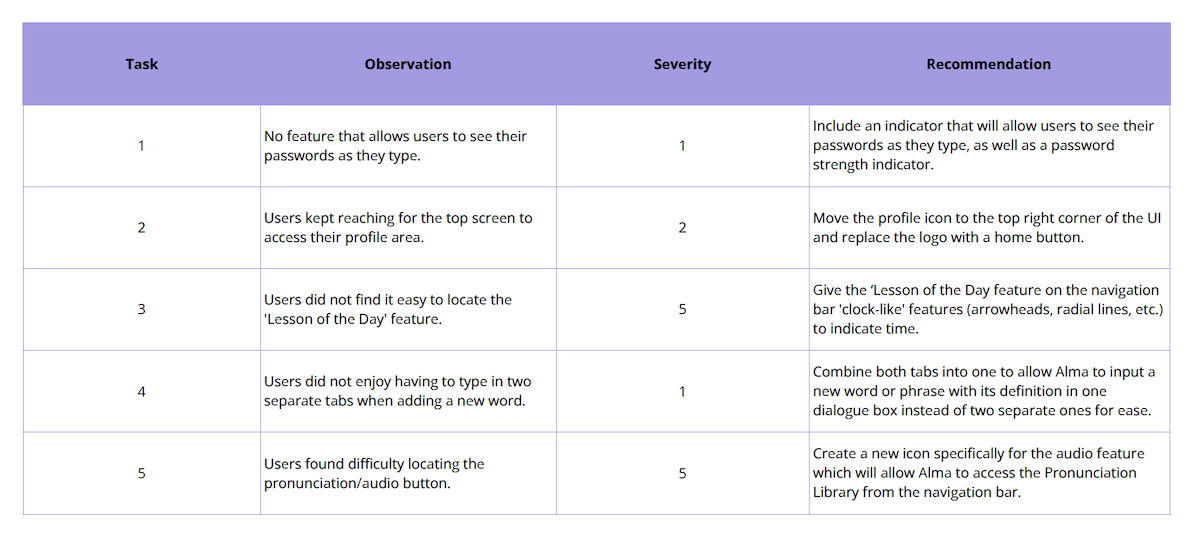 Task Observation Severity Recommendation
1
No feature that allows users to see their
passwords as they type.
1
Include an indicator that will allow users to see their
passwords as they type, as well as a password
strength indicator.
2
Users kept reaching for the top screen to
access their profile area.
2
Move the profile icon to the top right corner of the UI
and replace the logo with a home button.
3
Users did not find it easy to locate the
'Lesson of the Day' feature.
5
Give the ‘Lesson of the Day feature on the navigation
bar 'clock-like' features (arrowheads, radial lines, etc.)
to indicate time.
4
Users did not enjoy having to type in two
separate tabs when adding a new word.
1
Combine both tabs into one to allow Alma to input a
new word or phrase with its definition in one
dialogue box instead of two separate ones for ease.
5
Users found difficulty locating the
pronunciation/audio button.
5
Create a new icon specifically for the audio feature
which will allow Alma to access the Pronunciation
Library from the navigation bar.